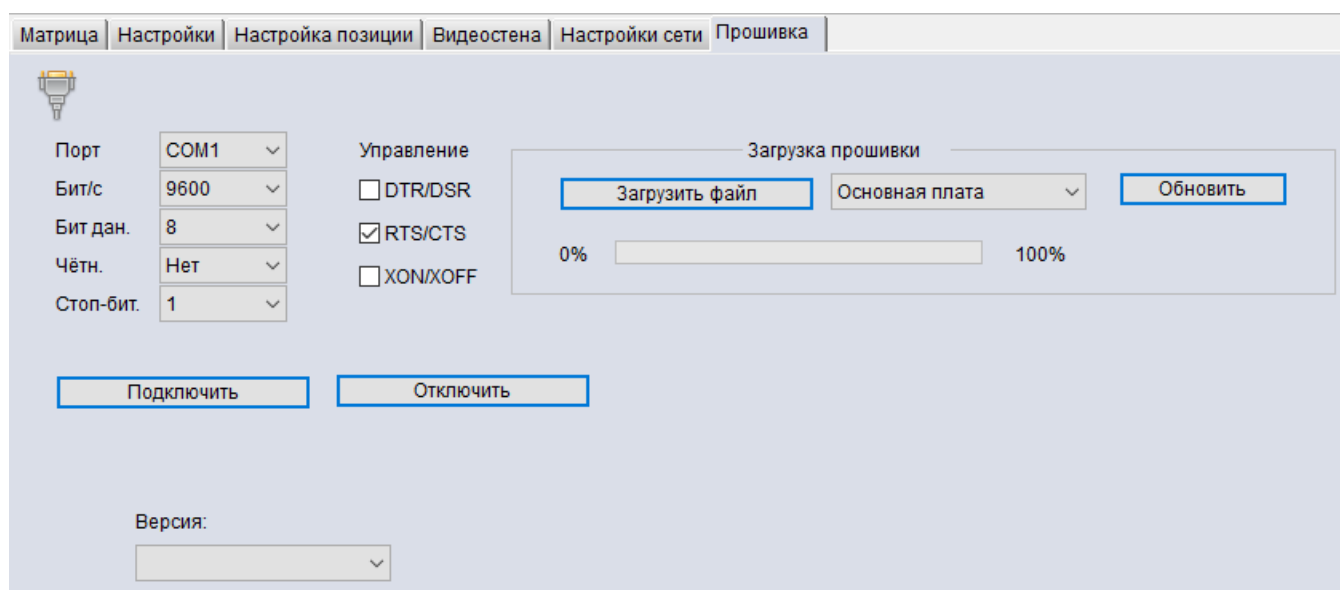 Матрица Настройки Настройка позиции Видеостена Настройки сети Прошивка
Порт COM1 Управление Загрузка прошивки
Бит/с 9600 DTR/DSR Загрузить файл Основная плата Обновить
Бит дан. 8 RTS/CTS
Чётн. Нет XON/XOFF 0% 100%
Стоп-бит. 1
Подключить Отключить
Версия: